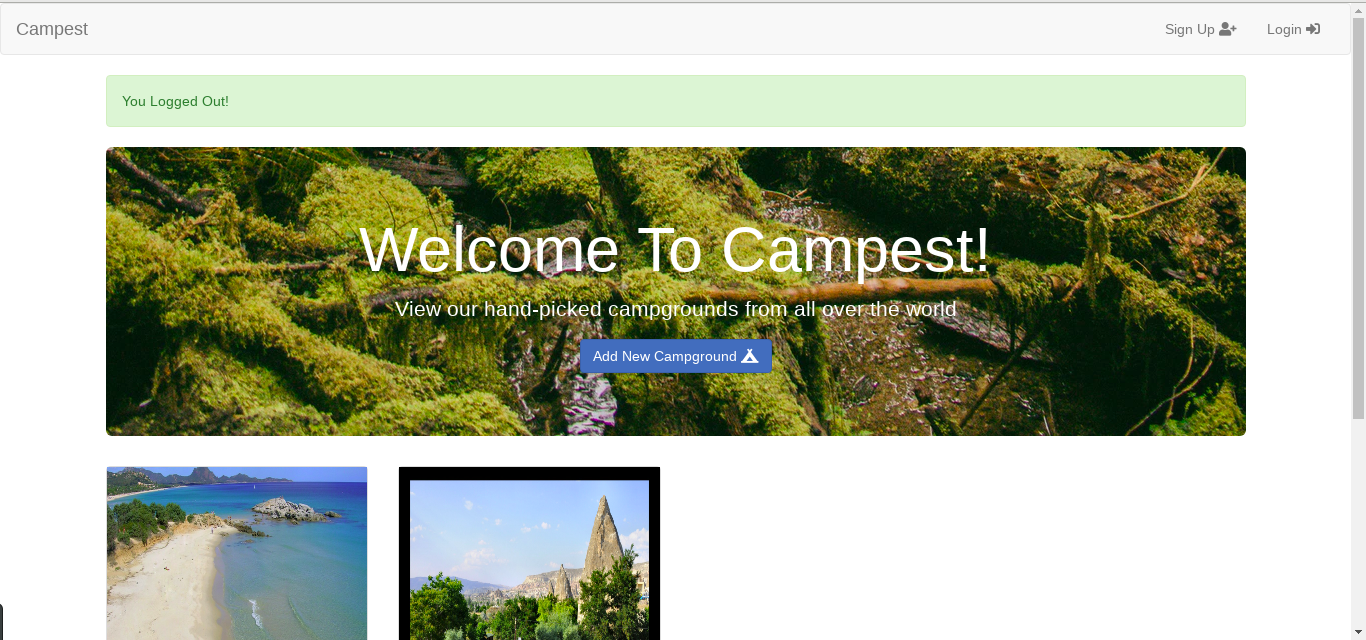 Campest
Sign Up
Login
You Logged Out!
Welcome To Campest!
View our hand-picked campgrounds from all over the world
Add New Campground